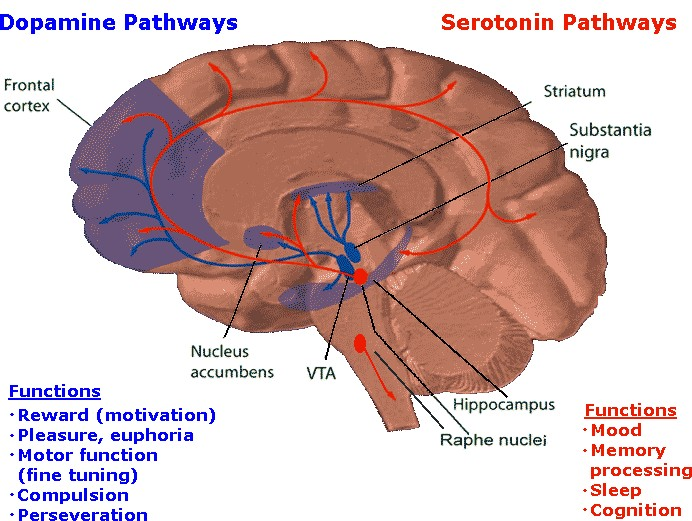 Dopamine Pathways
Serotonin Pathways
Frontal
cortex
Striatum
Substantia
nigra
Nucleus
accumbens
VTA
Hippocampus
Raphe nuclei
Functions
· Reward (motivation)
· Pleasure, euphoria
· Motor function
(fine tuning)
· Compulsion
· Perseveration
Functions
· Mood
· Memory
processing
· Sleep
· Cognition